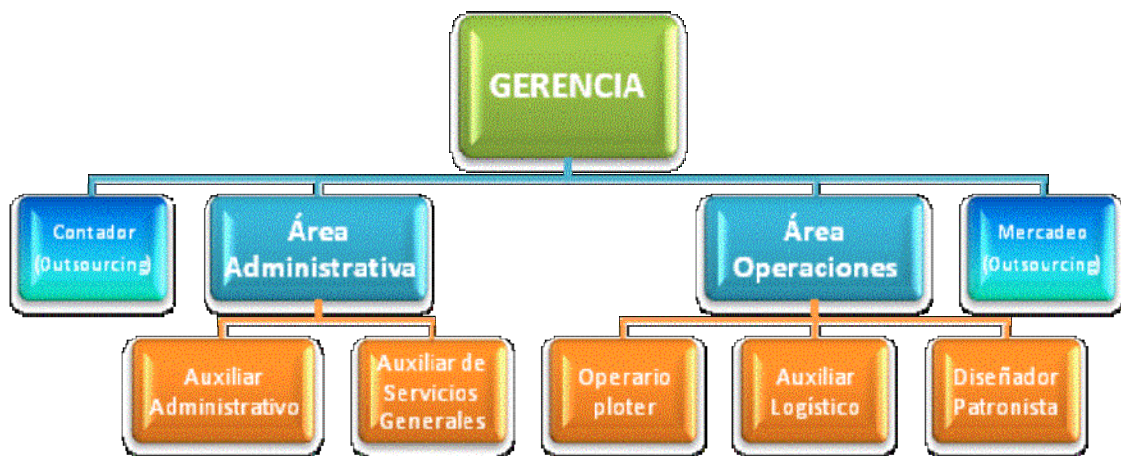 GERENCIA
Contador
(Outsourcing)
Área
Administrativa
Área
Operaciones
Mercadeo
(Outsourcing)
Auxiliar
Administrativo
Auxiliar de
Servicios
Generales
Operario
ploter
Auxiliar
Logístico
Diseñador
Patronista